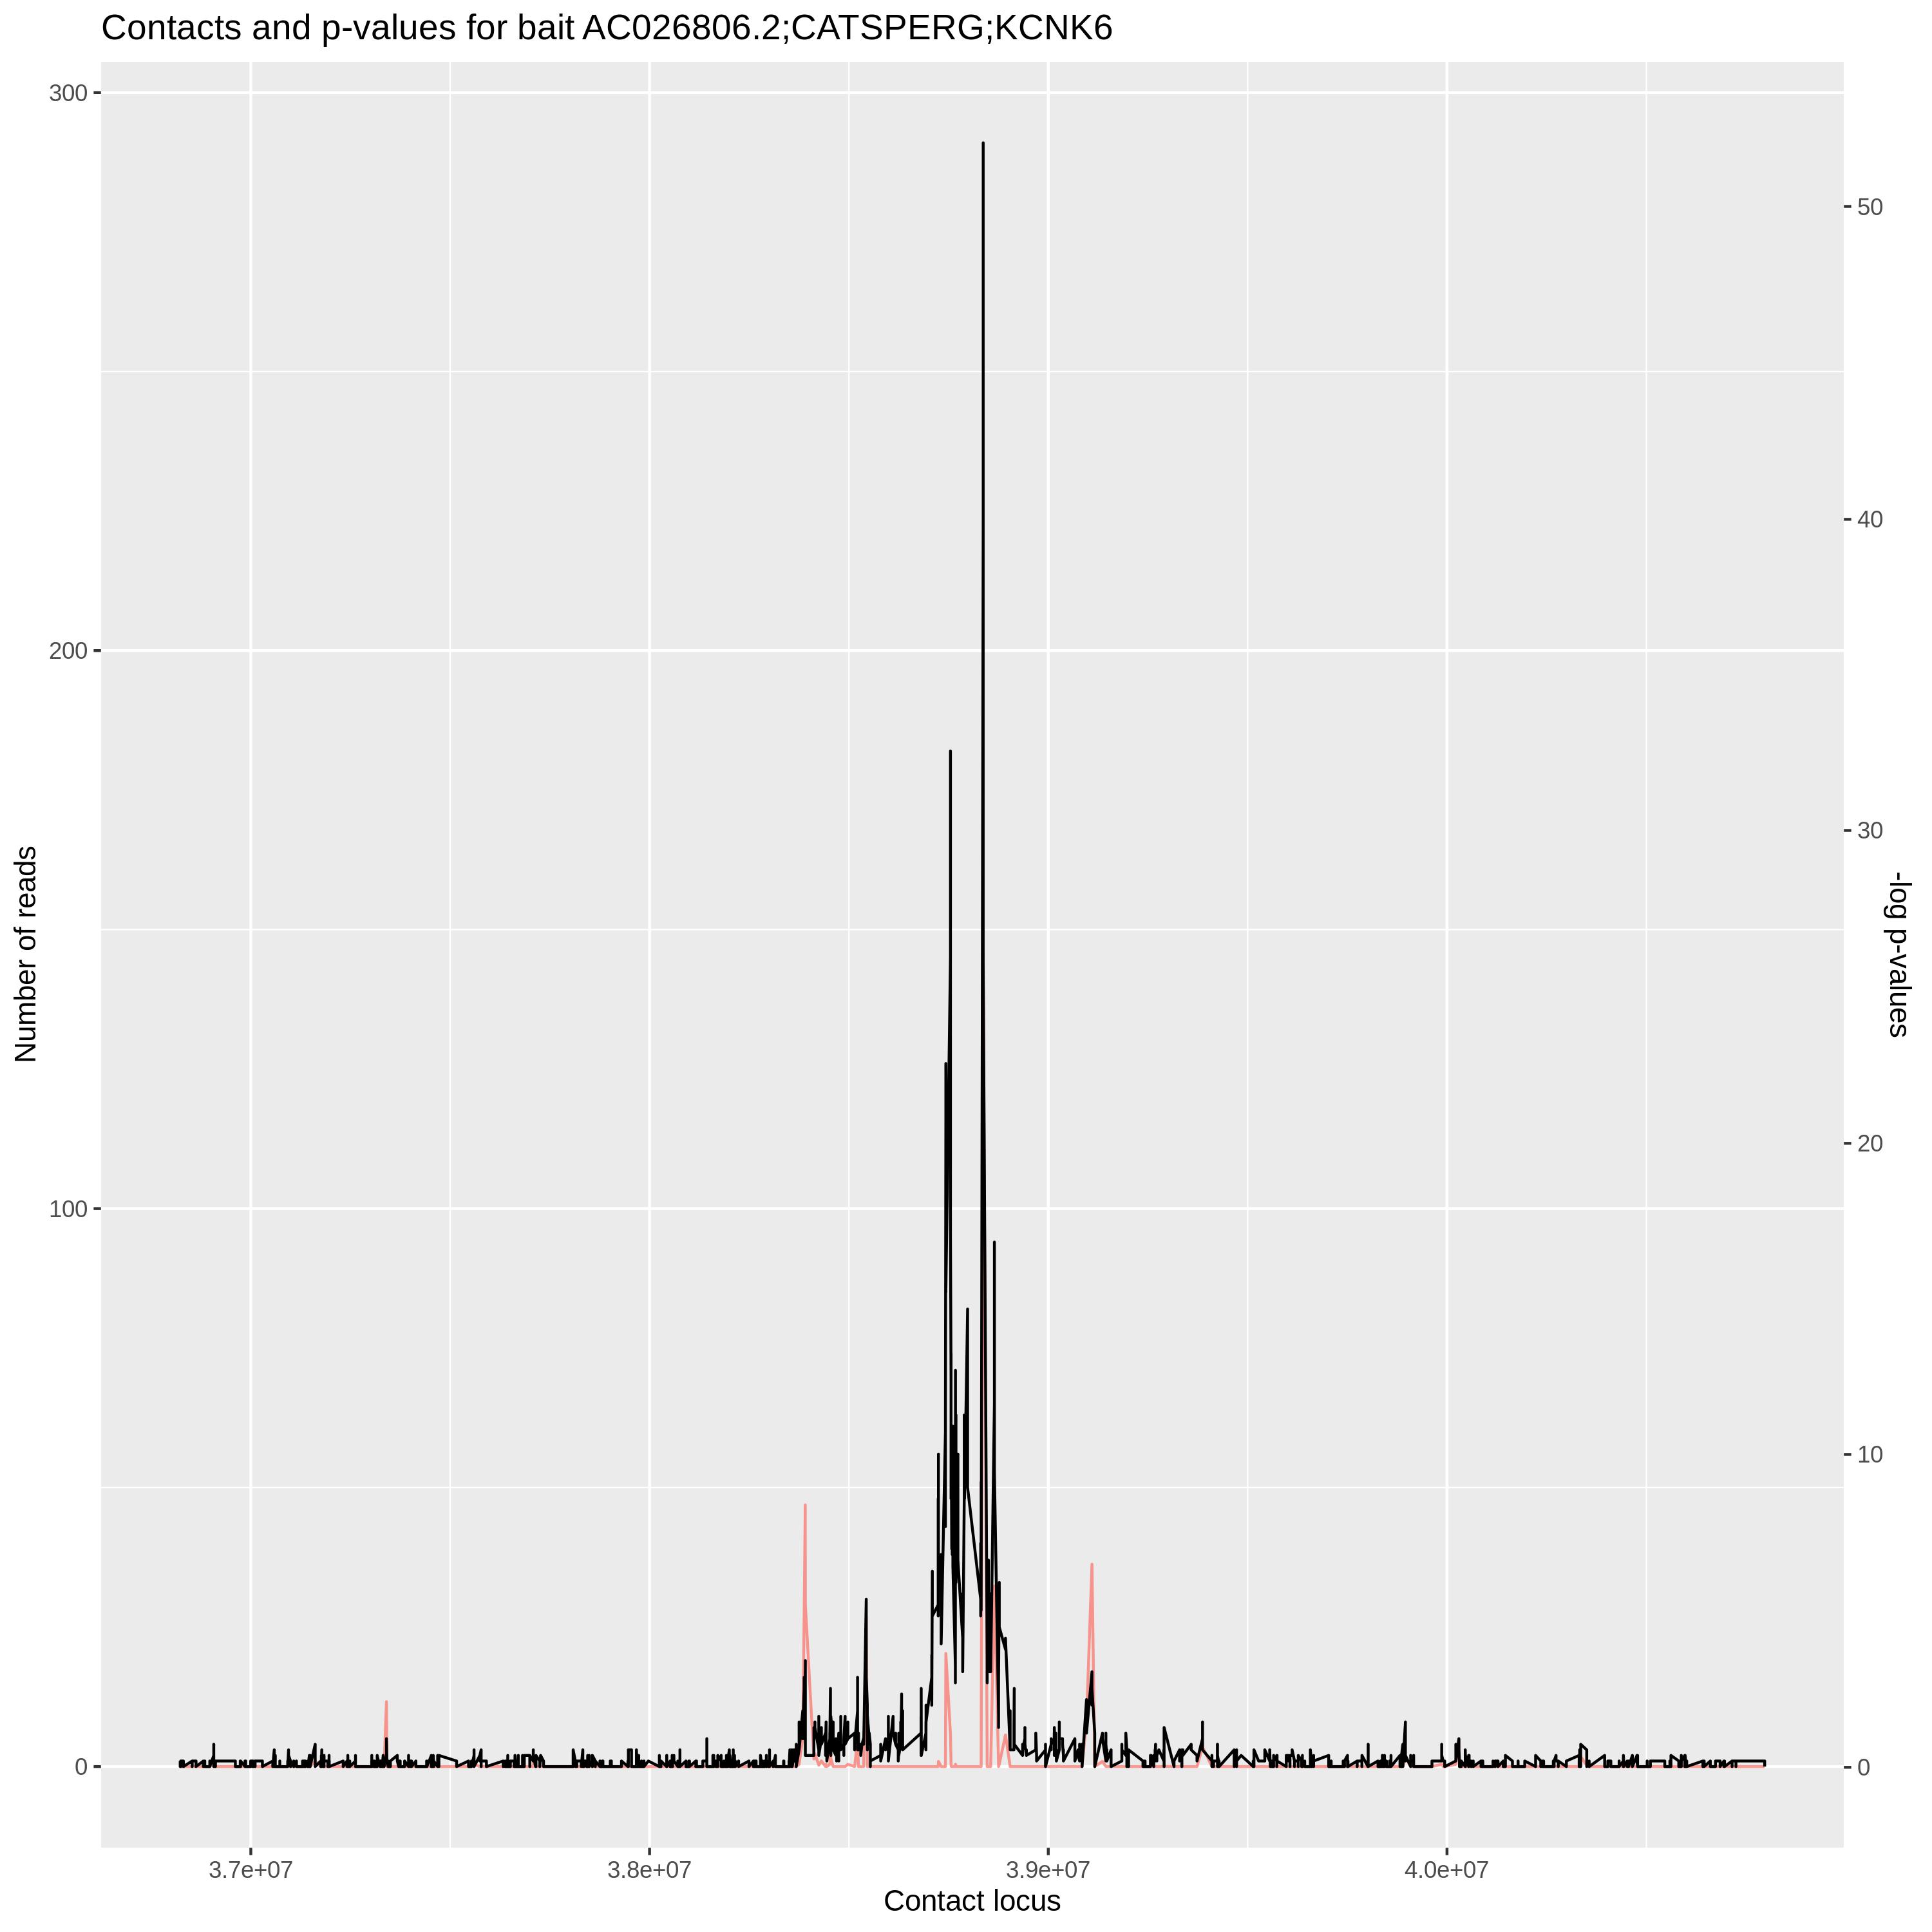 Contacts and p-values for bait AC026806.2;CATSPERG;KCNK6
300
200
100
0
Number of reads
50
40
30
20
10
0
-log p-values
3.7e+07
3.8e+07
3.9e+07
4.0e+07
Contact locus